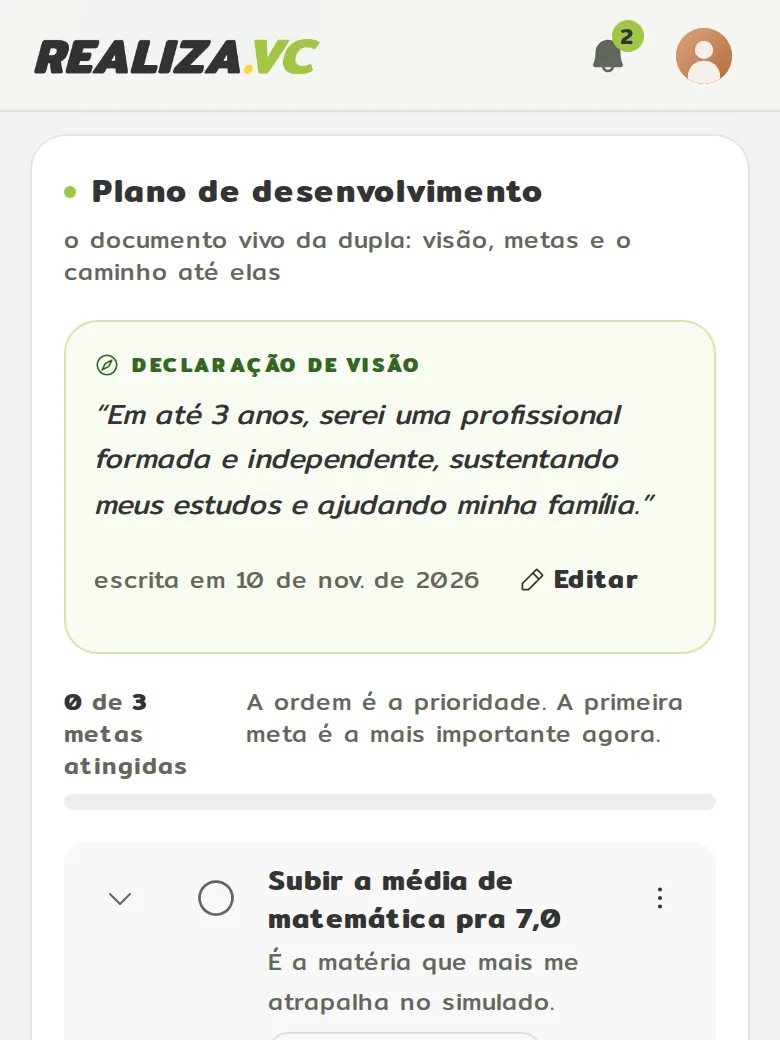 REALIZA.VC
2
Plano de desenvolvimento
o documento vivo da dupla: visão, metas e o
caminho até elas
DECLARAÇÃO DE VISÃO
“Em até 3 anos, serei uma profissional
formada e independente, sustentando
meus estudos e ajudando minha família.”
escrita em 10 de nov. de 2026
Editar
0 de 3
metas
atingidas
A ordem é a prioridade. A primeira
meta é a mais importante agora.
Subir a média de
matemática pra 7,0
É a matéria que mais me
atrapalha no simulado.